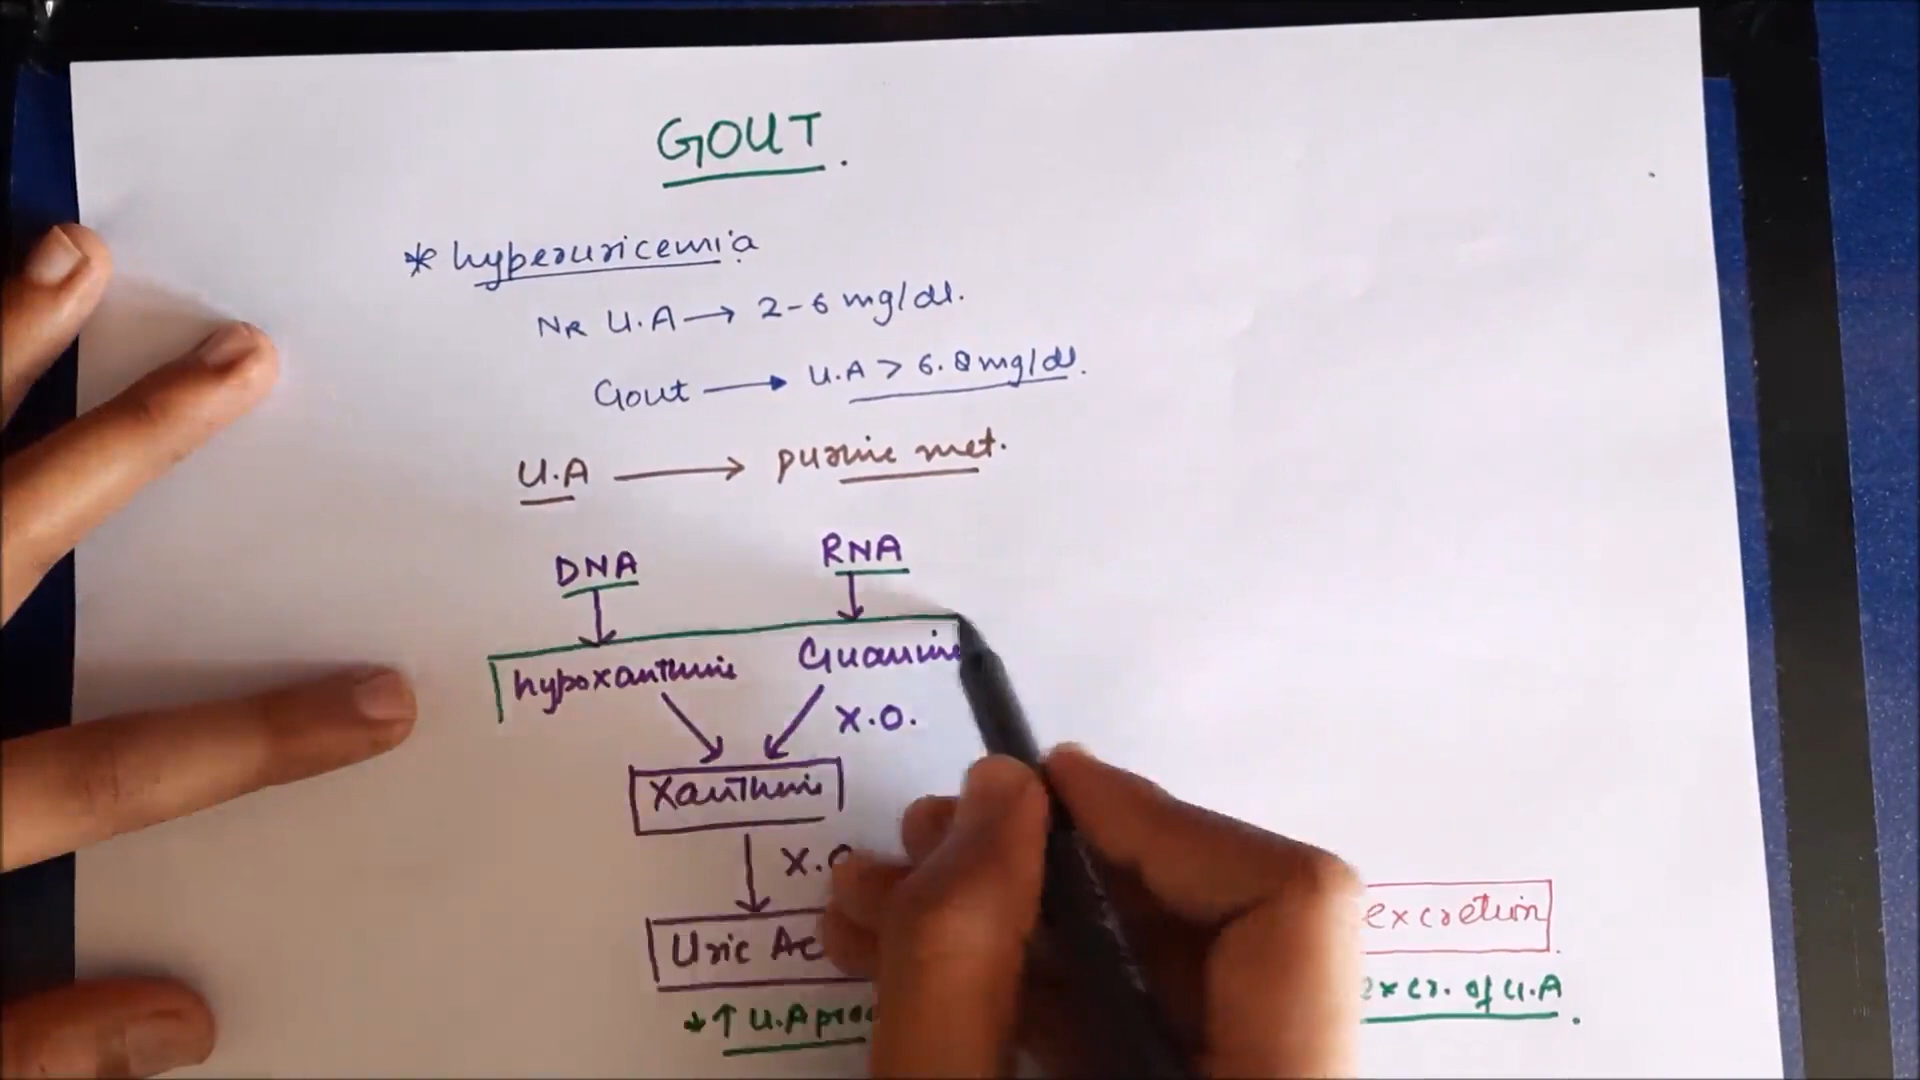 GOUT.
* hyperuricemia
NR U.A → 2-6 mg/dl.
Gout → U.A > 6.8 mg/dl.
U.A → purine met.
DNA RNA
hypoxanthine Guanine
X.O.
Xanthine
X.O
Uric Ac
excretion
↑ U.A pro
excr. of U.A.